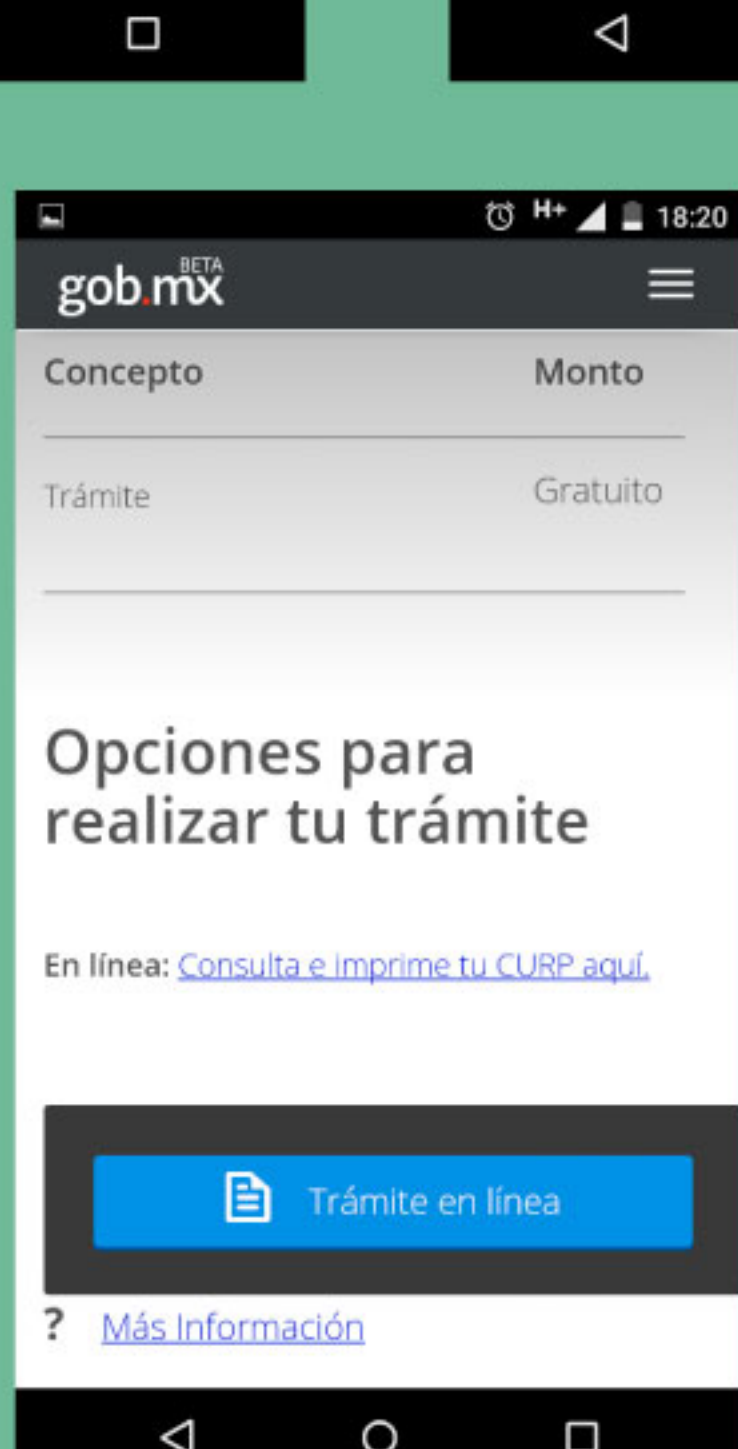 H+ 18:20
gob.mx BETA
Concepto Monto
Trámite Gratuito
Opciones para
realizar tu trámite
En línea: Consulta e imprime tu CURP aquí.
Trámite en línea
? Más Información